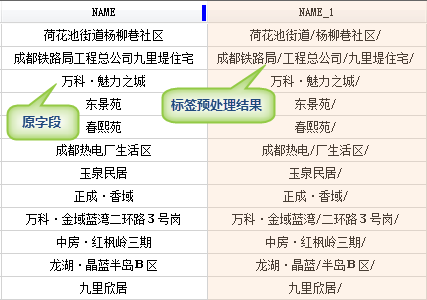 NAME NAME_1
荷花池街道杨柳巷社区 荷花池街道/杨柳巷社区/
成都铁路局工程总公司九里堤住宅 成都铁路局/工程总公司/九里堤住宅/
万科·魅力之城 万科·魅力之城/
东景苑 东景苑/
春熙苑 春熙苑/
成都热电厂生活区 成都热电/厂生活区/
玉泉民居 玉泉民居/
正成·香域 正成·香域/
万科·金域蓝湾二环路3号岗 万科·金域蓝湾/二环路3号岗/
中房·红枫岭三期 中房·红枫岭三期/
龙湖·晶蓝半岛B区 龙湖·晶蓝/半岛B区/
九里欣居 九里欣居/
原字段
标签预处理结果